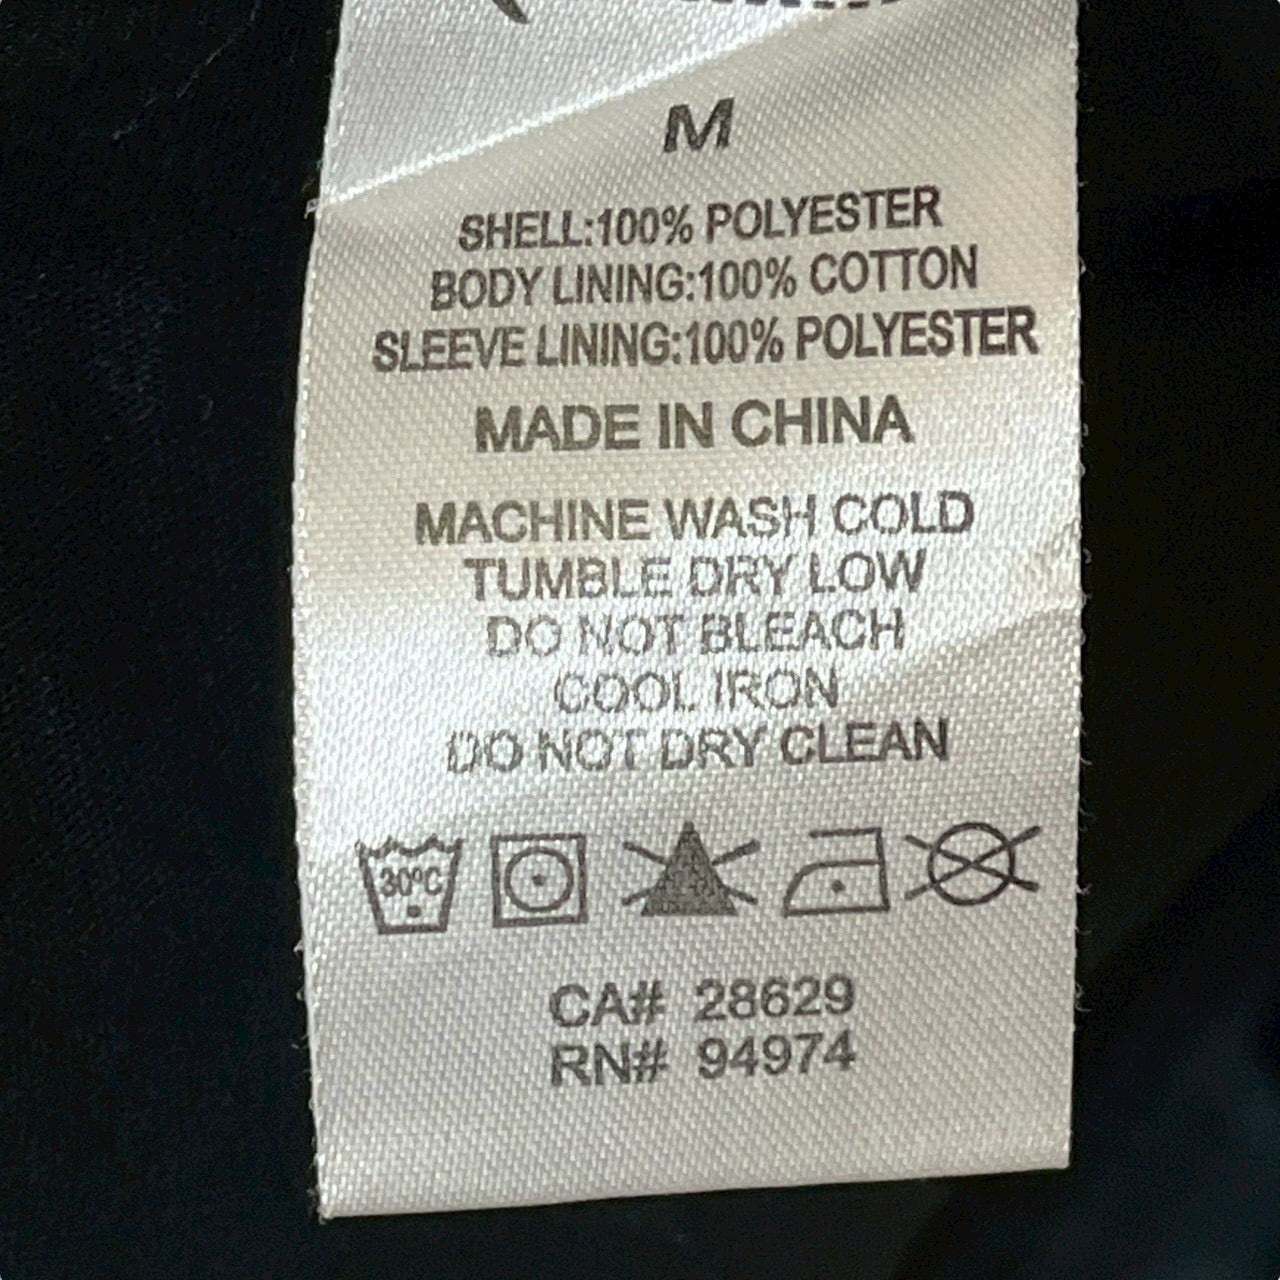 M
SHELL:100% POLYESTER
BODY LINING:100% COTTON
SLEEVE LINING:100% POLYESTER
MADE IN CHINA
MACHINE WASH COLD
TUMBLE DRY LOW
DO NOT BLEACH
COOL IRON
DO NOT DRY CLEAN
30°C
CA# 28629
RN# 94974